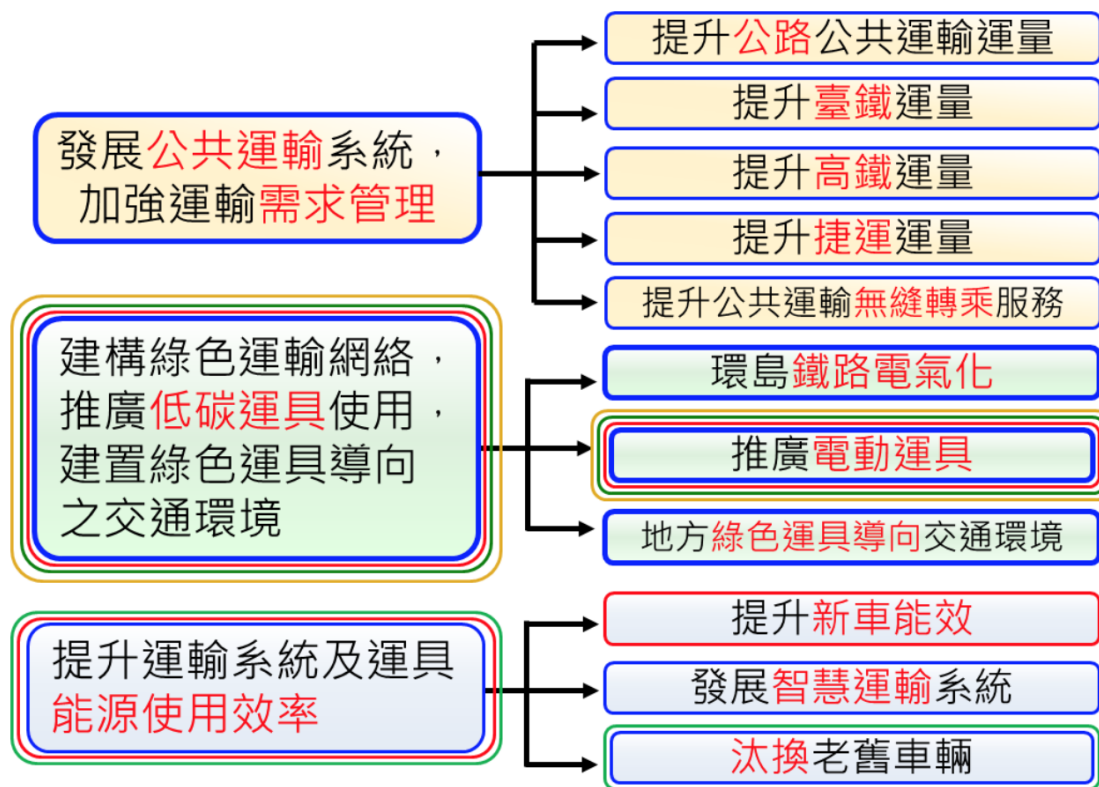 發展公共運輸系統，
加強運輸需求管理
提升公路公共運輸運量
提升臺鐵運量
提升高鐵運量
提升捷運運量
提升公共運輸無縫轉乘服務
建構綠色運輸網絡，
推廣低碳運具使用，
建置綠色運具導向
之交通環境
環島鐵路電氣化
推廣電動運具
地方綠色運具導向交通環境
提升運輸系統及運具
能源使用效率
提升新車能效
發展智慧運輸系統
汰換老舊車輛